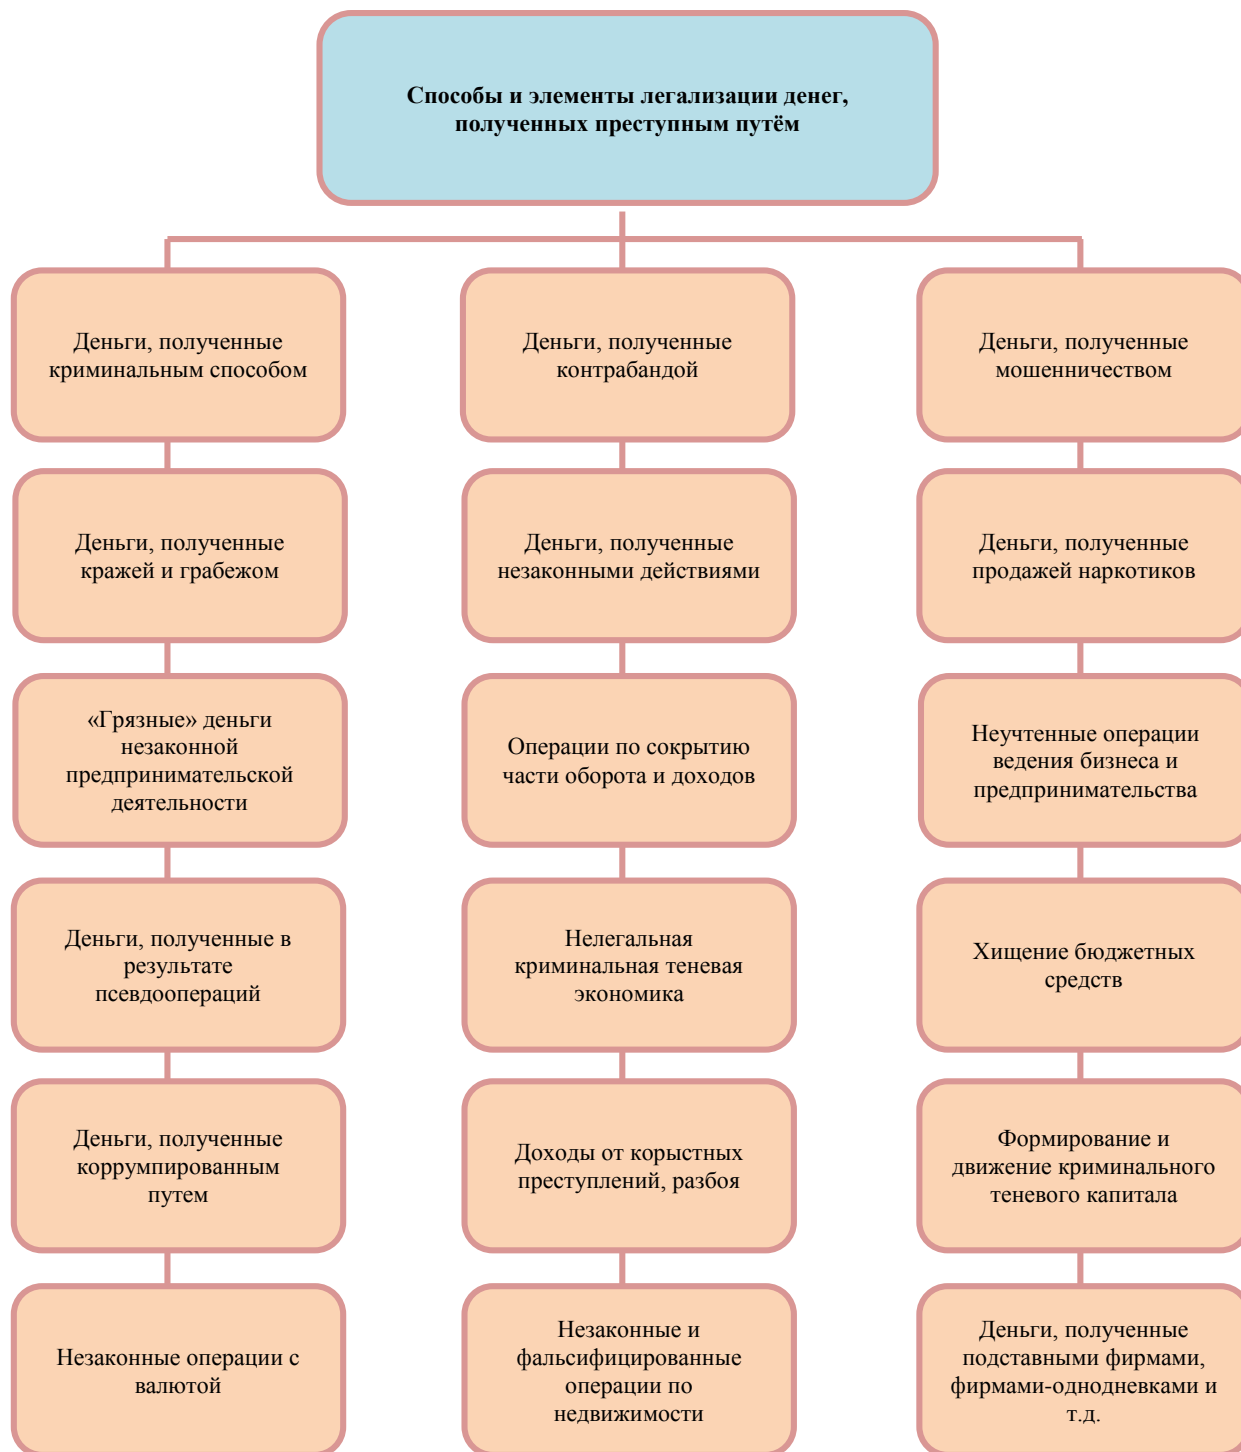 Способы и элементы легализации денег,
полученных преступным путём
Деньги, полученные
криминальным способом
Деньги, полученные
контрабандой
Деньги, полученные
мошенничеством
Деньги, полученные
кражей и грабежом
Деньги, полученные
незаконными действиями
Деньги, полученные
продажей наркотиков
«Грязные» деньги
незаконной
предпринимательской
деятельности
Операции по сокрытию
части оборота и доходов
Неучтенные операции
ведения бизнеса и
предпринимательства
Деньги, полученные в
результате
псевдоопераций
Нелегальная
криминальная теневая
экономика
Хищение бюджетных
средств
Деньги, полученные
коррумпированным
путем
Доходы от корыстных
преступлений, разбоя
Формирование и
движение криминального
теневого капитала
Незаконные операции с
валютой
Незаконные и
фальсифицированные
операции по
недвижимости
Деньги, полученные
подставными фирмами,
фирмами-однодневками и
т.д.